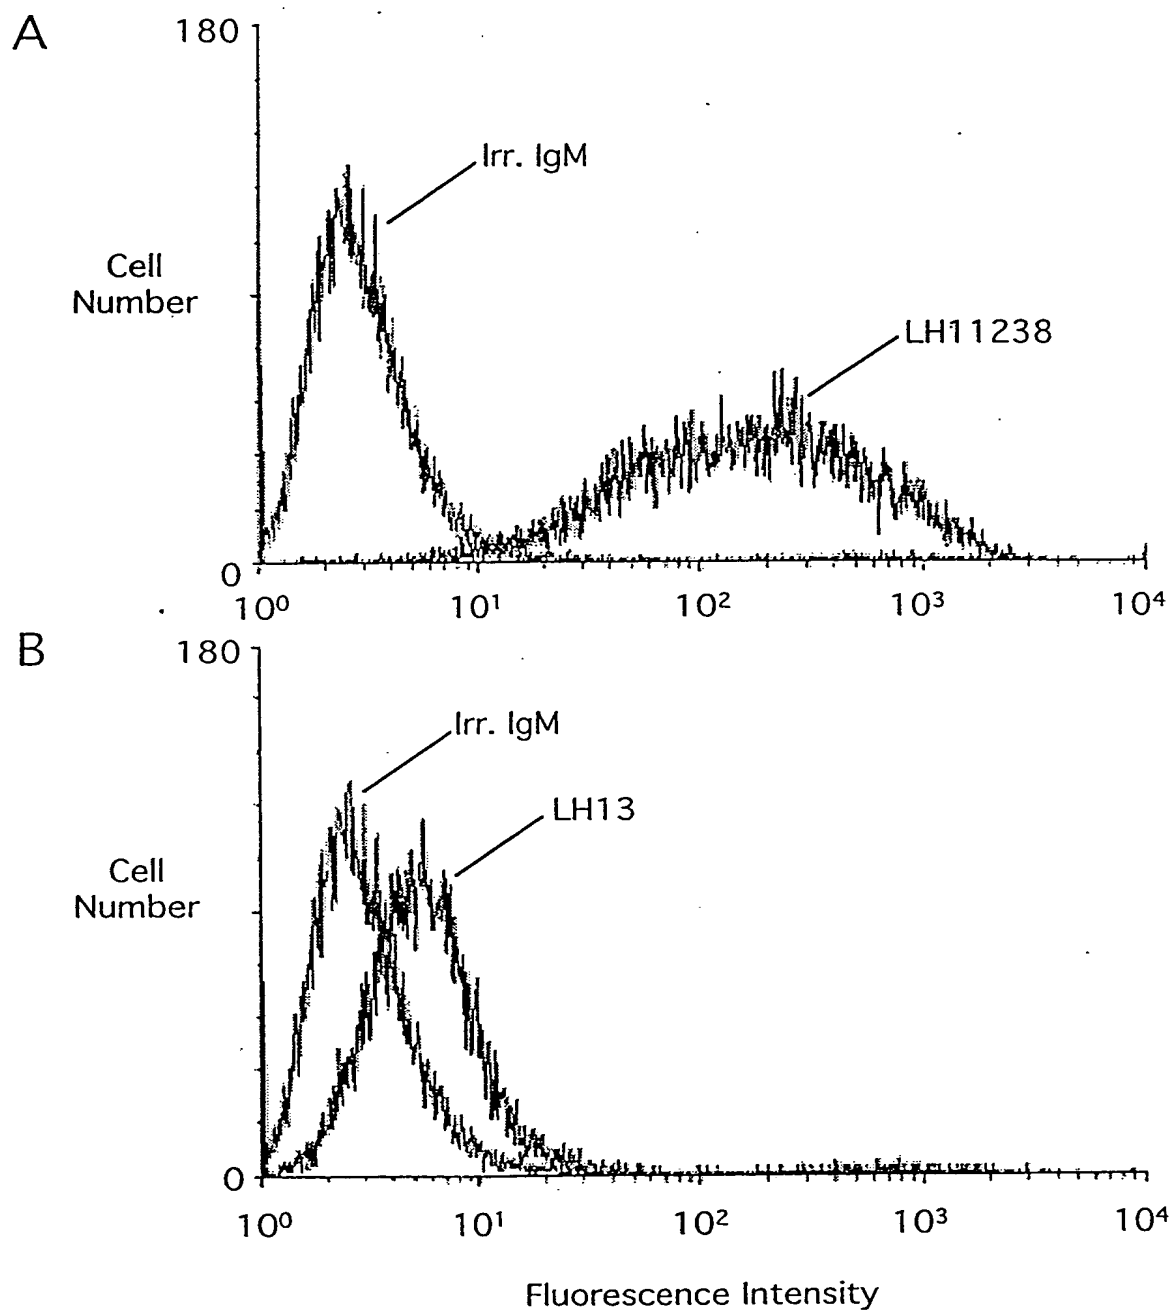 A
180
Irr. IgM
Cell
Number
LH11238
0
10⁰ 10¹ 10² 10³ 10⁴
B
180
Irr. IgM
LH13
Cell
Number
0
10⁰ 10¹ 10² 10³ 10⁴
Fluorescence Intensity